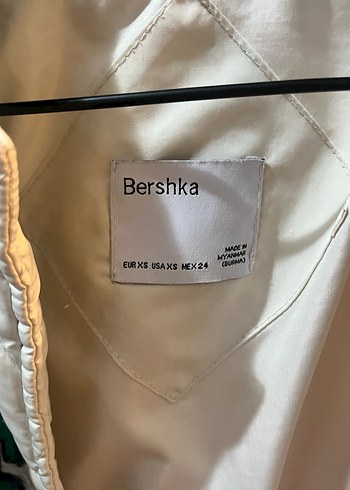 Bershka
MADE IN
MYANMAR
(BURMA)
EUR XS USA XS MEX 24